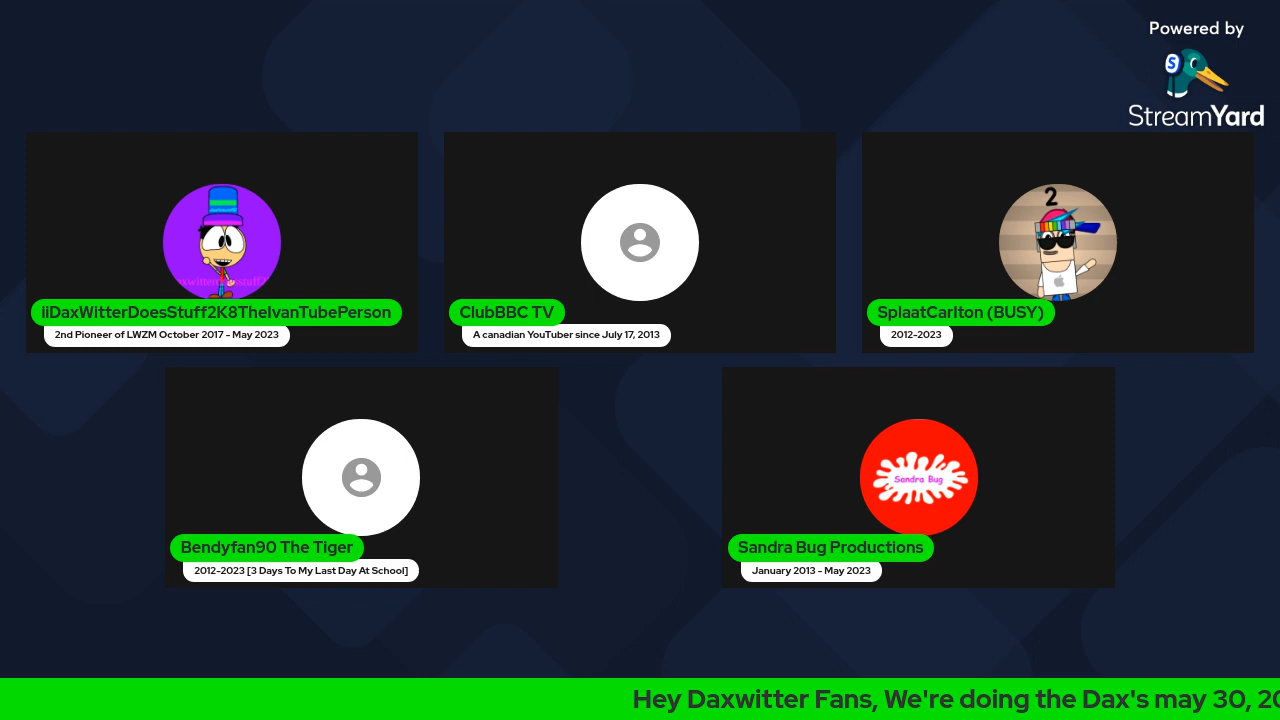 Powered by
S
StreamYard
2
iiDaxWitterDoesStuff2K8TheIvanTubePerson
2nd Pioneer of LWZM October 2017 - May 2023
ClubBBC TV
A canadian YouTuber since July 17, 2013
SplaatCarlton (BUSY)
2012-2023
Sandra Bug
Bendyfan90 The Tiger
2012-2023 [3 Days To My Last Day At School]
Sandra Bug Productions
January 2013 - May 2023
Hey Daxwitter Fans, We're doing the Dax's may 30,